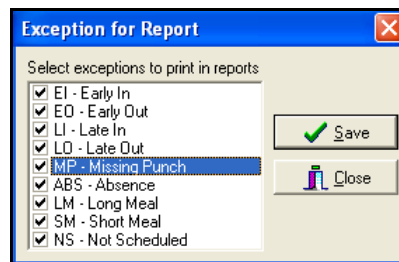 Exception for Report
Select exceptions to print in reports
EI - Early In
EO - Early Out
LI - Late In
LO - Late Out
MP - Missing Punch
ABS - Absence
LM - Long Meal
SM - Short Meal
NS - Not Scheduled
Save
Close